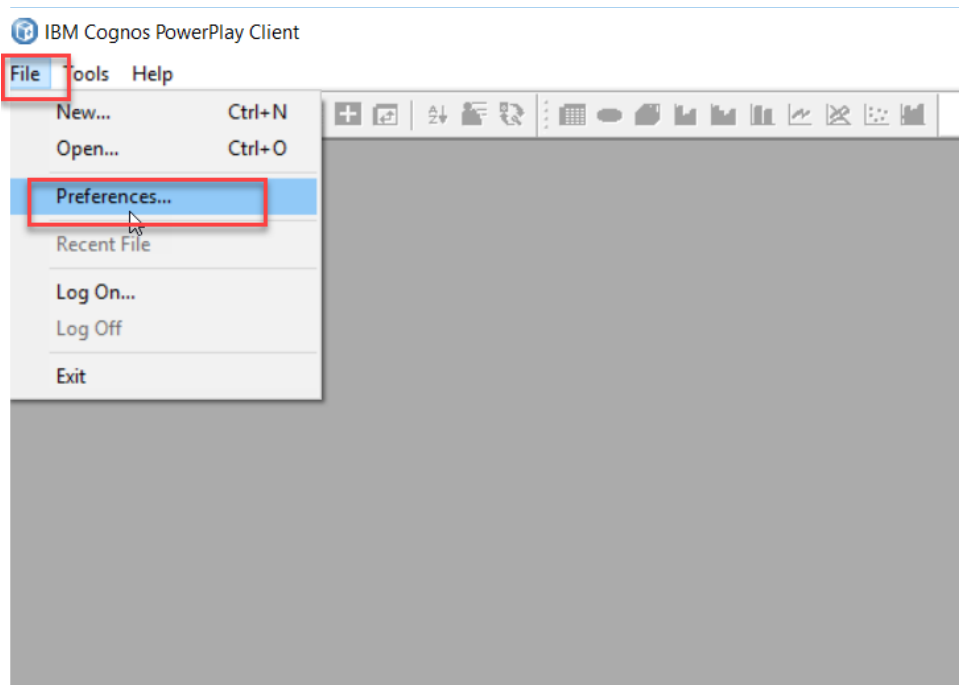 IBM Cognos PowerPlay Client
File Tools Help
New... Ctrl+N
Open... Ctrl+O
Preferences...
Recent File
Log On...
Log Off
Exit